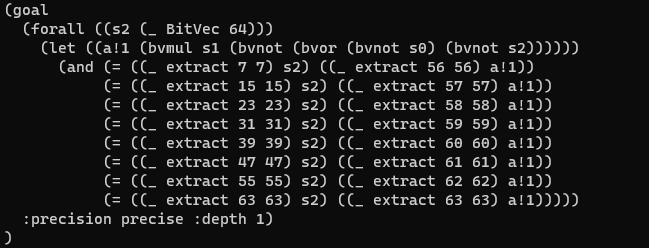 (goal
  (forall ((s2 (_ BitVec 64)))
    (let ((a!1 (bvmul s1 (bvnot (bvor (bvnot s0) (bvnot s2))))))
      (and (= ((_ extract 7 7) s2) ((_ extract 56 56) a!1))
           (= ((_ extract 15 15) s2) ((_ extract 57 57) a!1))
           (= ((_ extract 23 23) s2) ((_ extract 58 58) a!1))
           (= ((_ extract 31 31) s2) ((_ extract 59 59) a!1))
           (= ((_ extract 39 39) s2) ((_ extract 60 60) a!1))
           (= ((_ extract 47 47) s2) ((_ extract 61 61) a!1))
           (= ((_ extract 55 55) s2) ((_ extract 62 62) a!1))
           (= ((_ extract 63 63) s2) ((_ extract 63 63) a!1)))))
  :precision precise :depth 1)
)